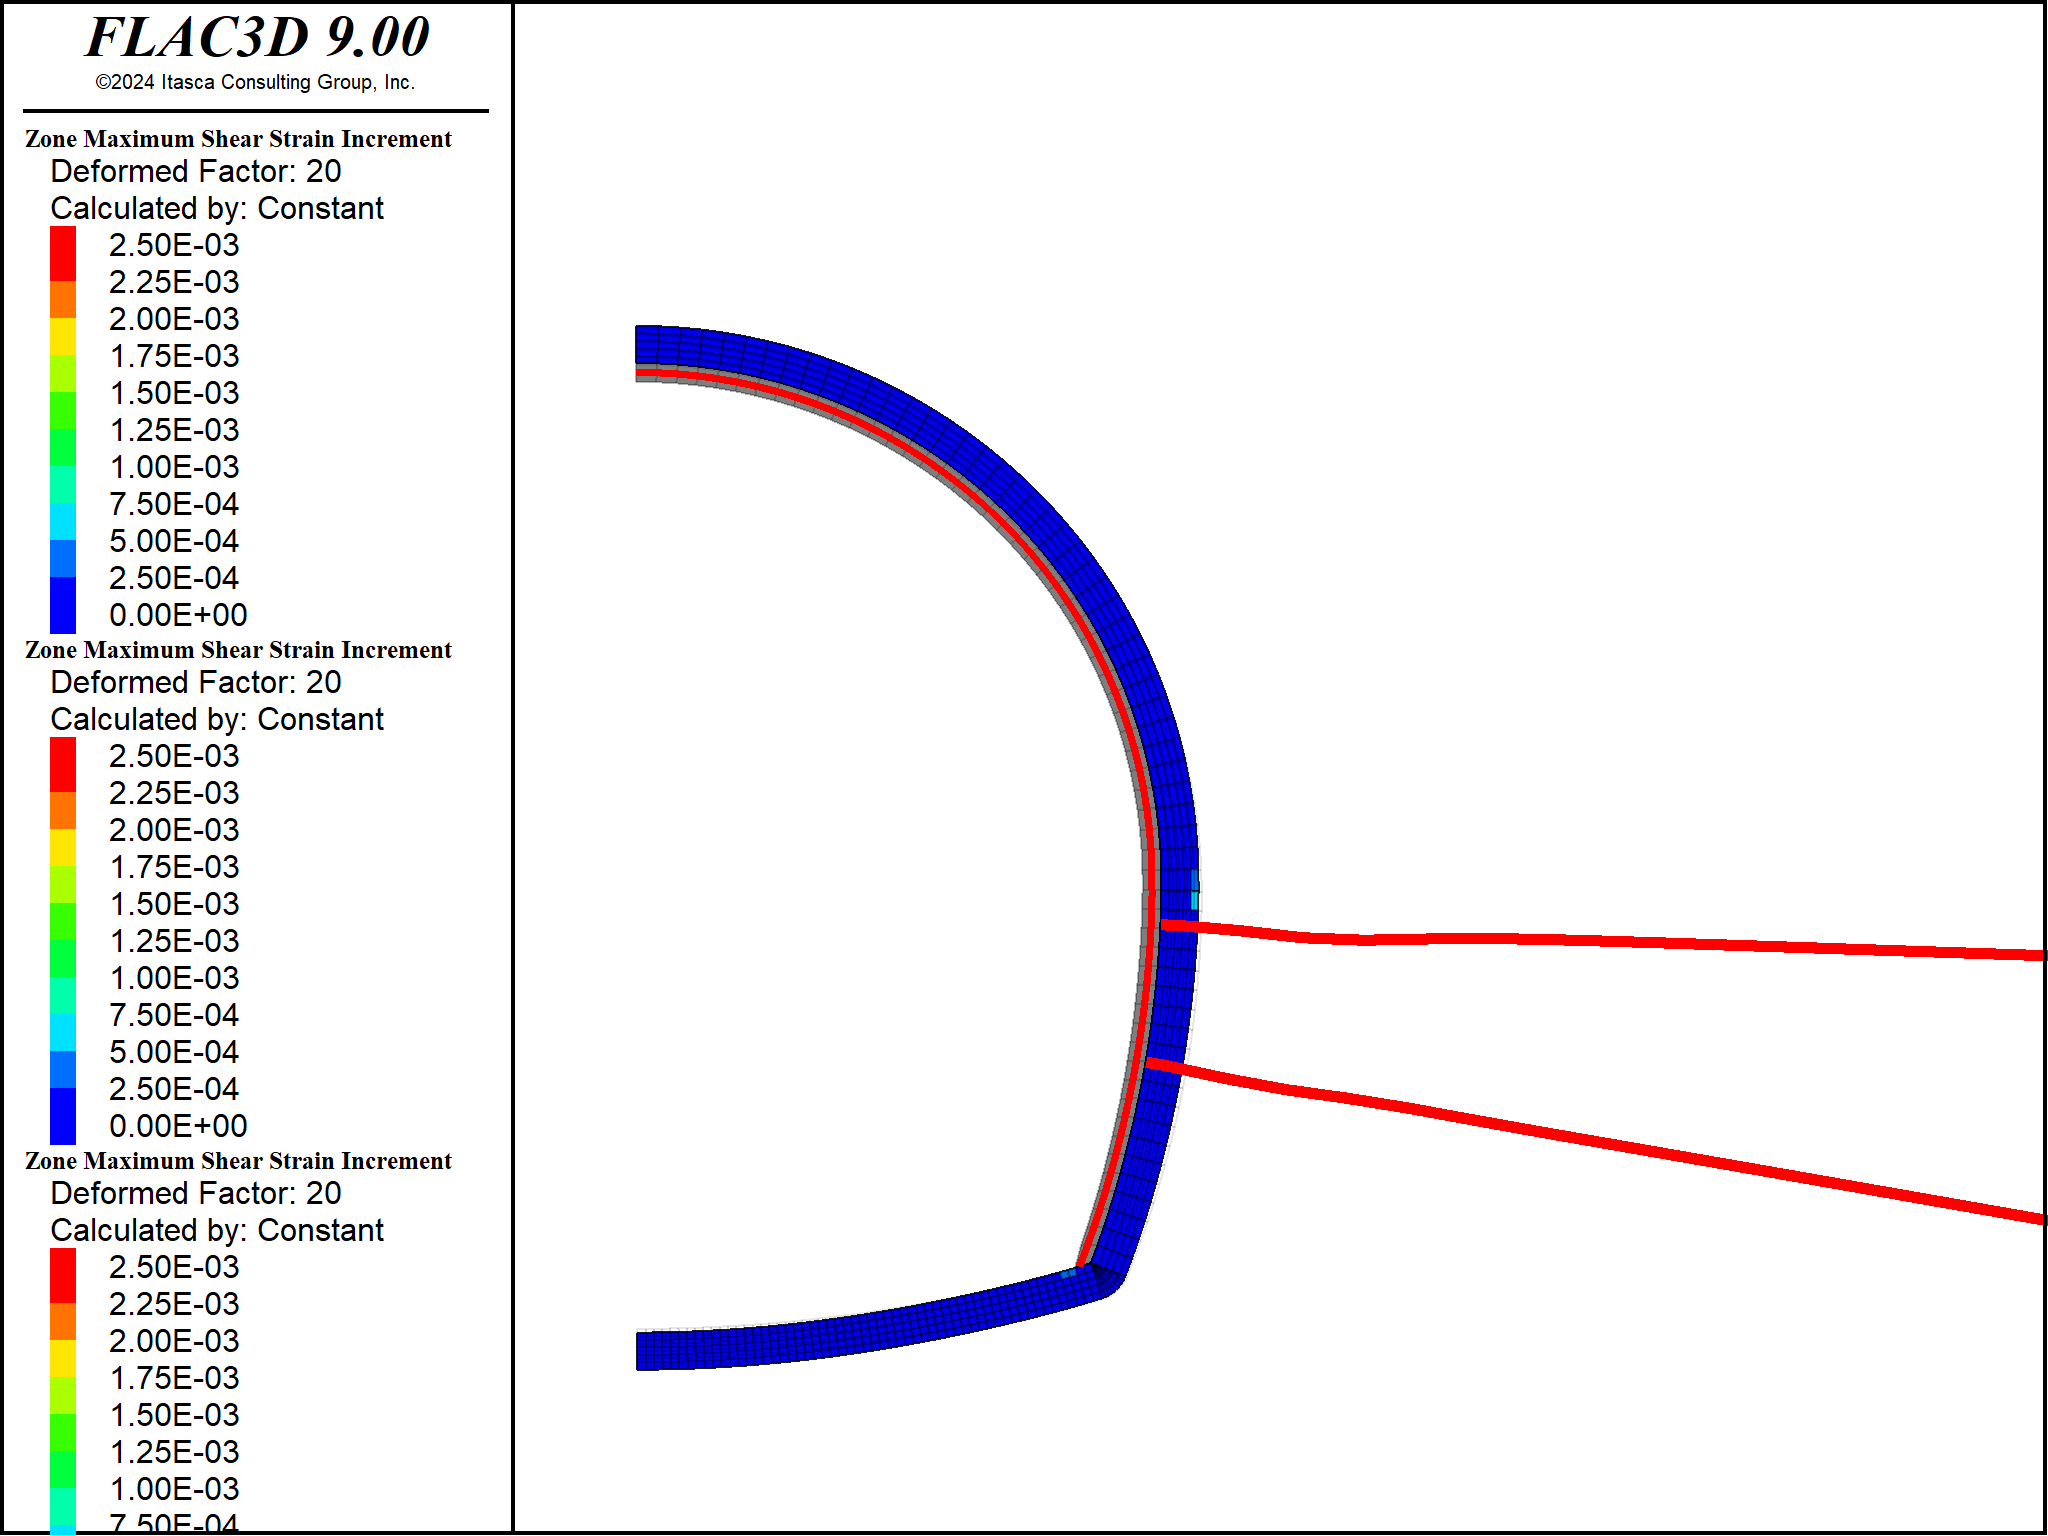 FLAC3D 9.00
©2024 Itasca Consulting Group, Inc.
Zone Maximum Shear Strain Increment
Deformed Factor: 20
Calculated by: Constant
2.50E-03
2.25E-03
2.00E-03
1.75E-03
1.50E-03
1.25E-03
1.00E-03
7.50E-04
5.00E-04
2.50E-04
0.00E+00
Zone Maximum Shear Strain Increment
Deformed Factor: 20
Calculated by: Constant
2.50E-03
2.25E-03
2.00E-03
1.75E-03
1.50E-03
1.25E-03
1.00E-03
7.50E-04
5.00E-04
2.50E-04
0.00E+00
Zone Maximum Shear Strain Increment
Deformed Factor: 20
Calculated by: Constant
2.50E-03
2.25E-03
2.00E-03
1.75E-03
1.50E-03
1.25E-03
1.00E-03
7.50E-04